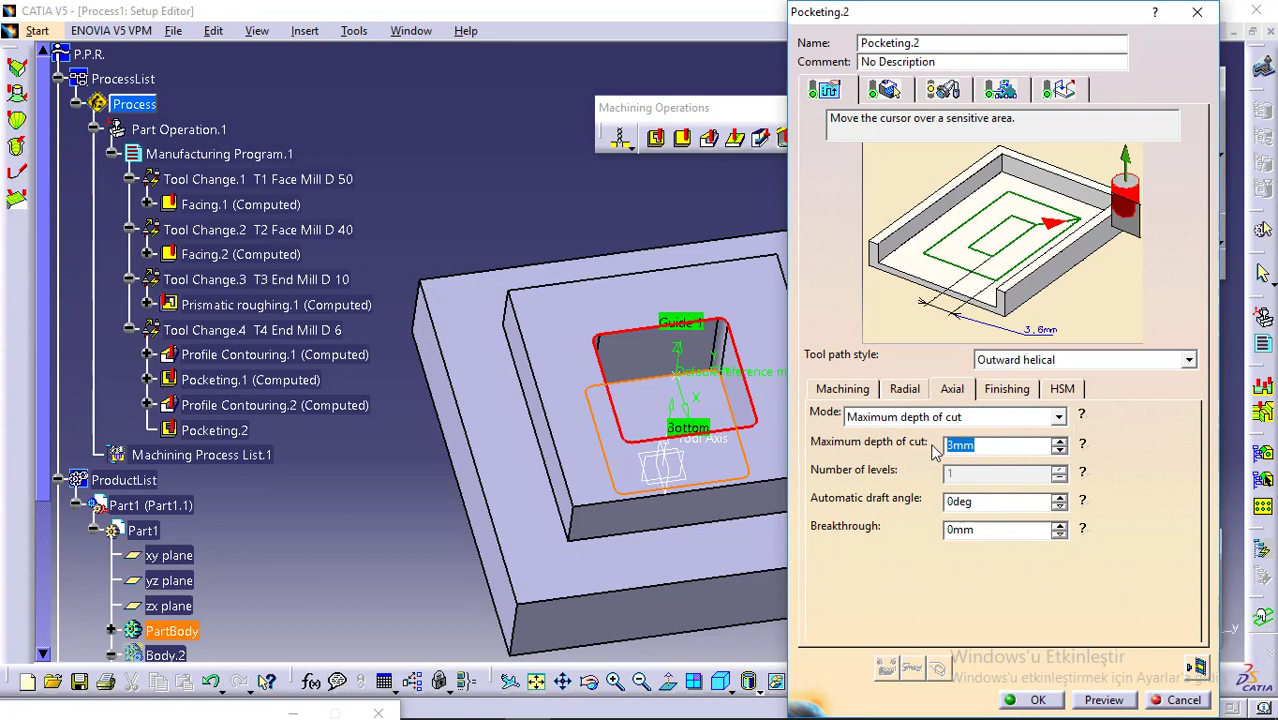 CATIA V5 - [Process1: Setup Editor]
Start ENOVIA V5 VPM File Edit View Insert Tools Window Help
P.P.R.
ProcessList
Process
Part Operation.1
Manufacturing Program.1
Tool Change.1 T1 Face Mill D 50
Facing.1 (Computed)
Tool Change.2 T2 Face Mill D 40
Facing.2 (Computed)
Tool Change.3 T3 End Mill D 10
Prismatic roughing.1 (Computed)
Tool Change.4 T4 End Mill D 6
Profile Contouring.1 (Computed)
Pocketing.1 (Computed)
Profile Contouring.2 (Computed)
Pocketing.2
Machining Process List.1
ProductList
Part1 (Part1.1)
Part1
xy plane
yz plane
zx plane
PartBody
Body.2
Machining Operations
Guide 1
Z
X
Bottom
Tool Axis
Pocketing.2
?
Name: Pocketing.2
Comment: No Description
Move the cursor over a sensitive area.
3,6mm
Tool path style: Outward helical
Machining Radial Axial Finishing HSM
Mode: Maximum depth of cut ?
Maximum depth of cut: 3mm ?
Number of levels: 1 ?
Automatic draft angle: 0deg ?
Breakthrough: 0mm ?
Windows'u Etkinleştir
OK Preview Cancel
f(x)
CATIA